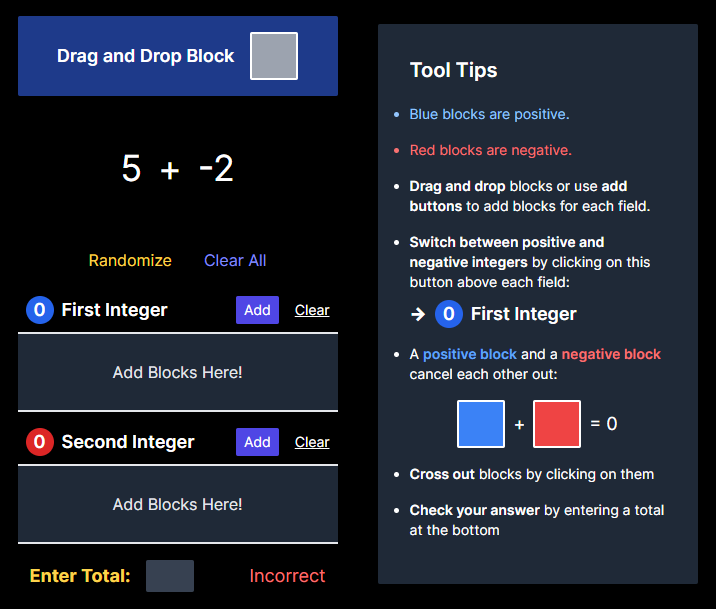 Drag and Drop Block
5 + -2
Randomize Clear All
0 First Integer Add Clear
Add Blocks Here!
0 Second Integer Add Clear
Add Blocks Here!
Enter Total: Incorrect
Tool Tips
• Blue blocks are positive.
• Red blocks are negative.
• Drag and drop blocks or use add
buttons to add blocks for each field.
• Switch between positive and
negative integers by clicking on this
button above each field:
→ 0 First Integer
• A positive block and a negative block
cancel each other out:
+ = 0
• Cross out blocks by clicking on them
• Check your answer by entering a total
at the bottom